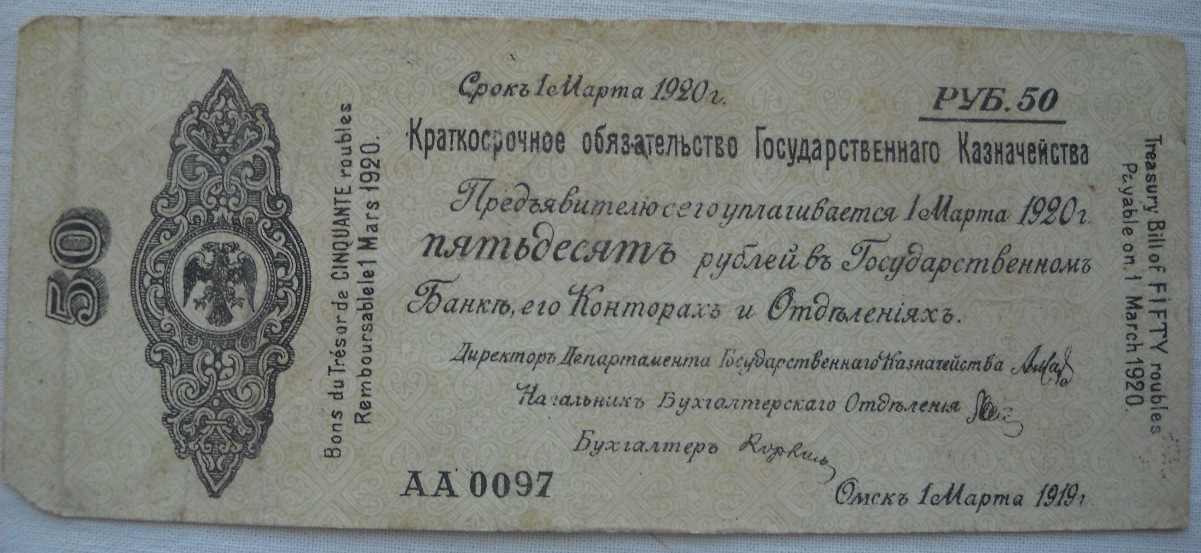 50
Bons du Trésor de CINQUANTE roubles
Remboursable le 1 Mars 1920.
Срокъ 1 Марта 1920 г.
РУБ. 50
Краткосрочное обязательство Государственнаго Казначейства
Предъявителю сего уплачивается 1 Марта 1920 г.
пятьдесятъ рублей въ Государственномъ
Банкѣ, его Конторахъ и Отдѣленіяхъ.
Директоръ Департамента Государственнаго Казначейства
Начальникъ Бухгалтерскаго Отдѣленія
Бухгалтеръ
АА 0097
Омскъ 1 Марта 1919 г.
Treasury Bill of FIFTY roubles
Payable on. 1 March 1920.